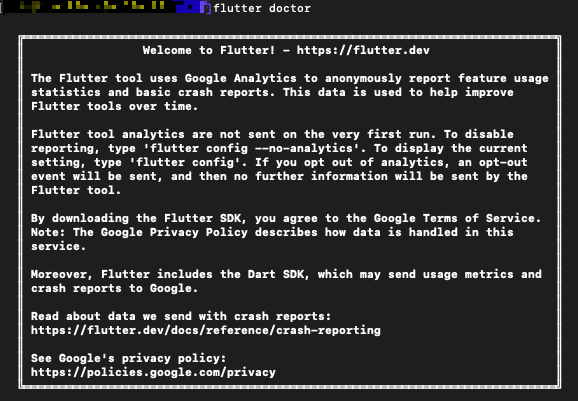 flutter doctor
Welcome to Flutter! - https://flutter.dev
The Flutter tool uses Google Analytics to anonymously report feature usage
statistics and basic crash reports. This data is used to help improve
Flutter tools over time.
Flutter tool analytics are not sent on the very first run. To disable
reporting, type 'flutter config --no-analytics'. To display the current
setting, type 'flutter config'. If you opt out of analytics, an opt-out
event will be sent, and then no further information will be sent by the
Flutter tool.
By downloading the Flutter SDK, you agree to the Google Terms of Service.
Note: The Google Privacy Policy describes how data is handled in this
service.
Moreover, Flutter includes the Dart SDK, which may send usage metrics and
crash reports to Google.
Read about data we send with crash reports:
https://flutter.dev/docs/reference/crash-reporting
See Google's privacy policy:
https://policies.google.com/privacy